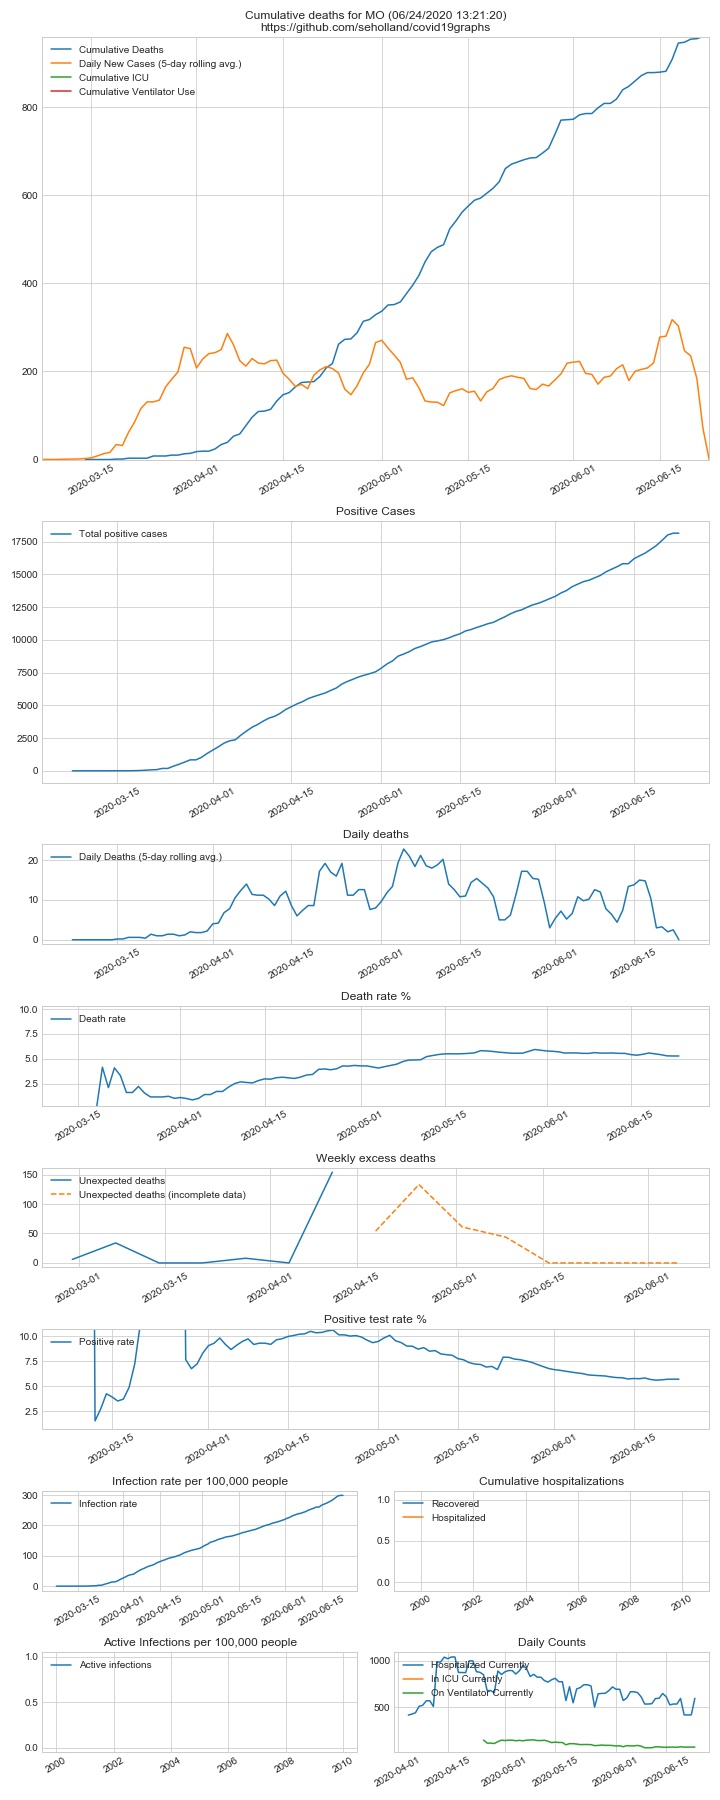 Cumulative deaths for MO (06/24/2020 13:21:20)
https://github.com/seholland/covid19graphs
Cumulative Deaths
Daily New Cases (5-day rolling avg.)
Cumulative ICU
Cumulative Ventilator Use
800
600
400
200
0
2020-03-15 2020-04-01 2020-04-15 2020-05-01 2020-05-15 2020-06-01 2020-06-15
Positive Cases
Total positive cases
17500
15000
12500
10000
7500
5000
2500
0
2020-03-15 2020-04-01 2020-04-15 2020-05-01 2020-05-15 2020-06-01 2020-06-15
Daily deaths
Daily Deaths (5-day rolling avg.)
20
10
0
2020-03-15 2020-04-01 2020-04-15 2020-05-01 2020-05-15 2020-06-01 2020-06-15
Death rate %
Death rate
10.0
7.5
5.0
2.5
2020-03-15 2020-04-01 2020-04-15 2020-05-01 2020-05-15 2020-06-01 2020-06-15
Weekly excess deaths
Unexpected deaths
Unexpected deaths (incomplete data)
150
100
50
0
2020-03-01 2020-03-15 2020-04-01 2020-04-15 2020-05-01 2020-05-15 2020-06-01
Positive test rate %
Positive rate
10.0
7.5
5.0
2.5
2020-03-15 2020-04-01 2020-04-15 2020-05-01 2020-05-15 2020-06-01 2020-06-15
Infection rate per 100,000 people
Infection rate
300
200
100
0
2020-03-15 2020-04-01 2020-04-15 2020-05-01 2020-05-15 2020-06-01 2020-06-15
Cumulative hospitalizations
Recovered
Hospitalized
1.0
0.5
0.0
2000 2002 2004 2006 2008 2010
Active Infections per 100,000 people
Active infections
1.0
0.5
0.0
2000 2002 2004 2006 2008 2010
Daily Counts
Hospitalized Currently
In ICU Currently
On Ventilator Currently
1000
500
2020-04-01 2020-04-15 2020-05-01 2020-05-15 2020-06-01 2020-06-15